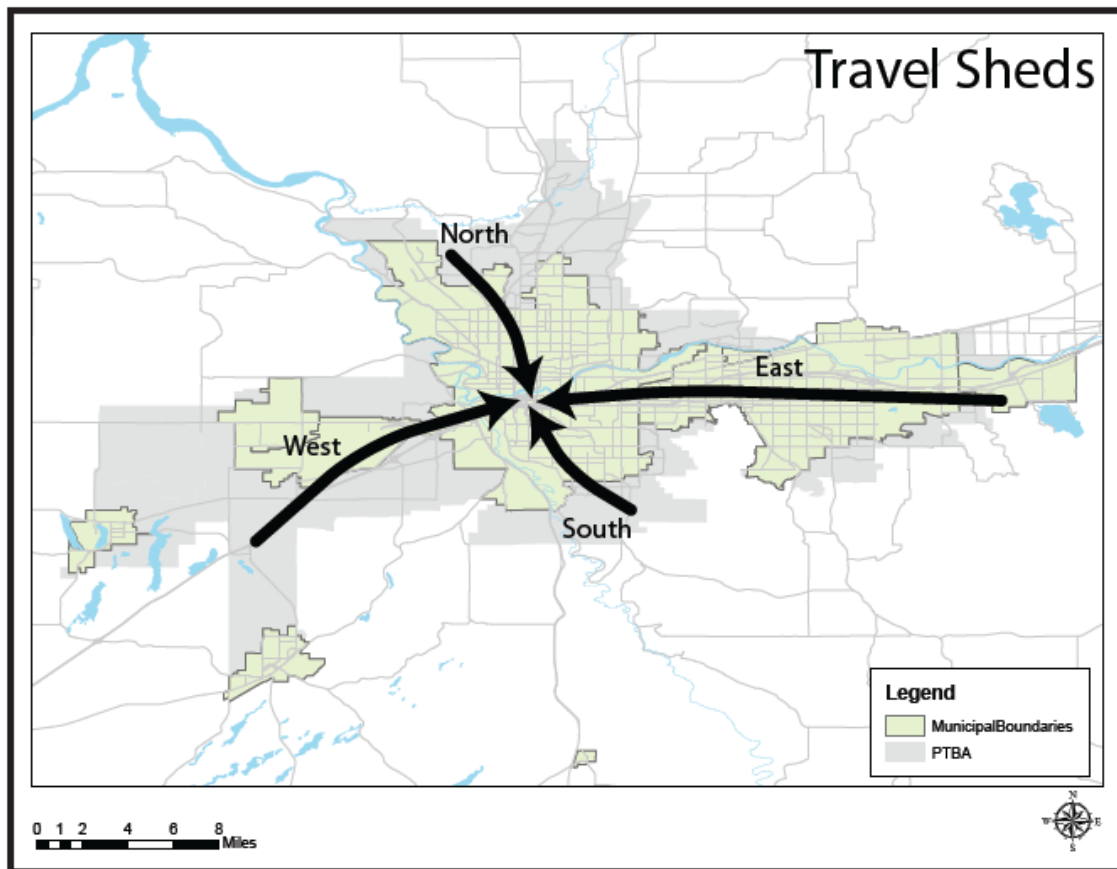 Travel Sheds
North
East
West
South
Legend
MunicipalBoundaries
PTBA
0 1 2 4 6 8
Miles
N
W E
S